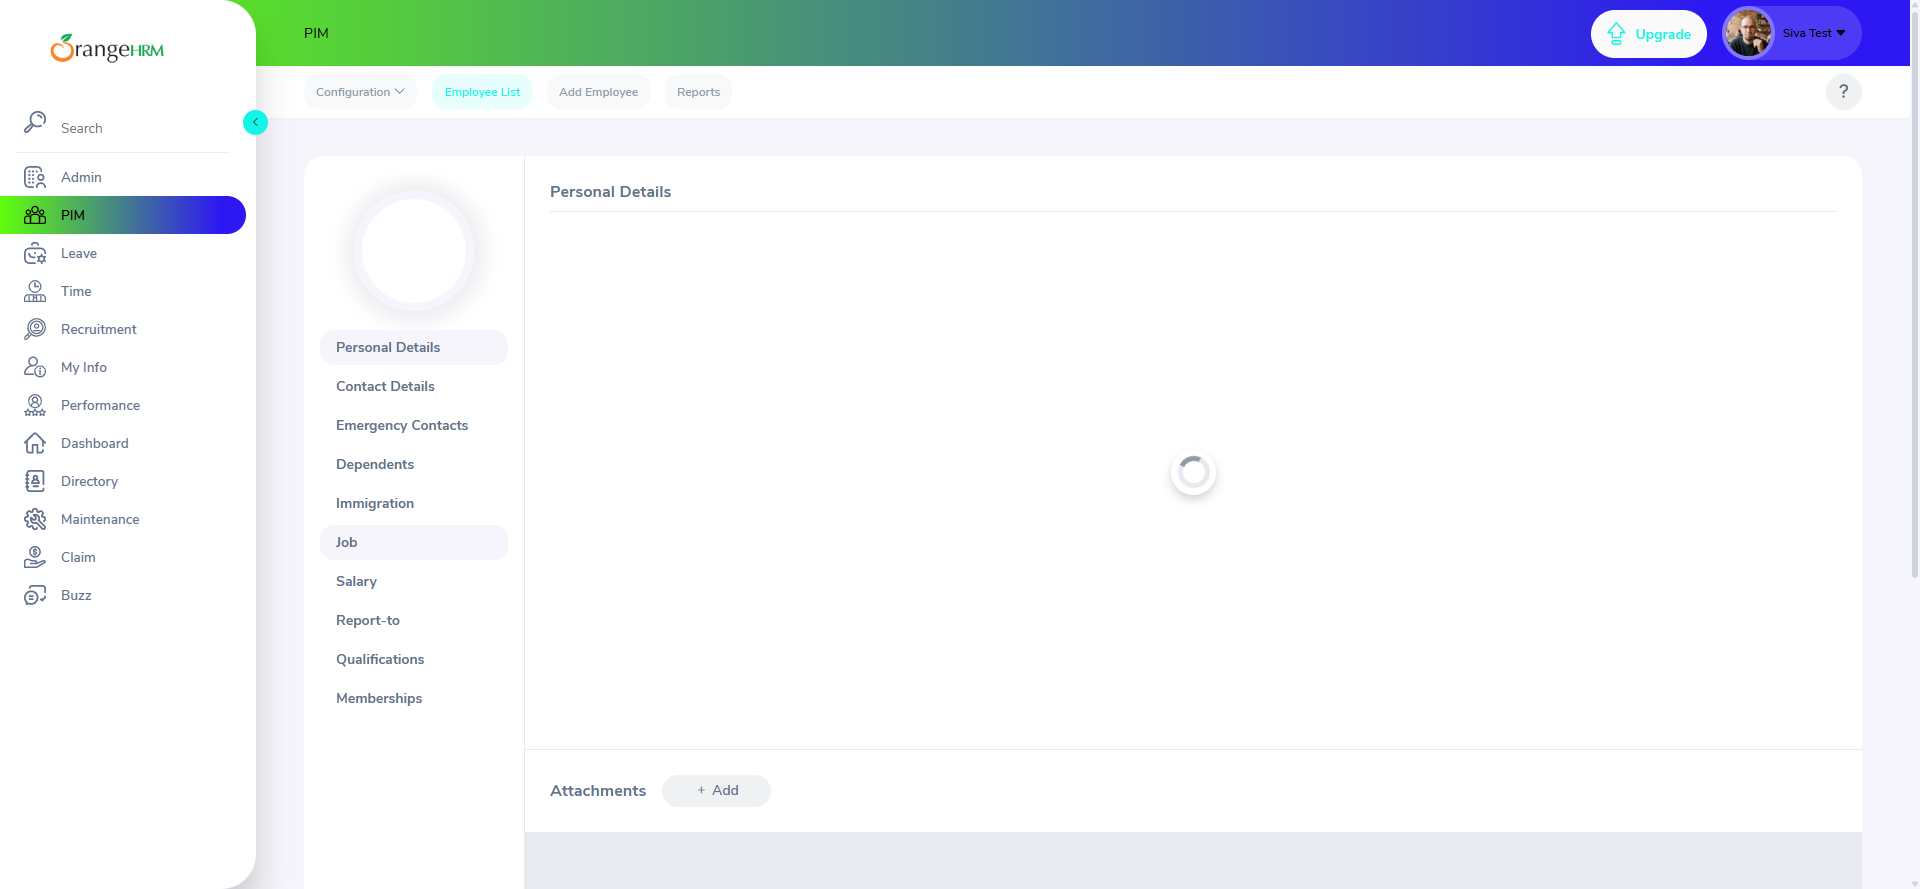 OrangeHRM
Search
Admin
PIM
Leave
Time
Recruitment
My Info
Performance
Dashboard
Directory
Maintenance
Claim
Buzz
PIM
Upgrade
Siva Test
Configuration
Employee List
Add Employee
Reports
?
Personal Details
Contact Details
Emergency Contacts
Dependents
Immigration
Job
Salary
Report-to
Qualifications
Memberships
Personal Details
Attachments
+ Add